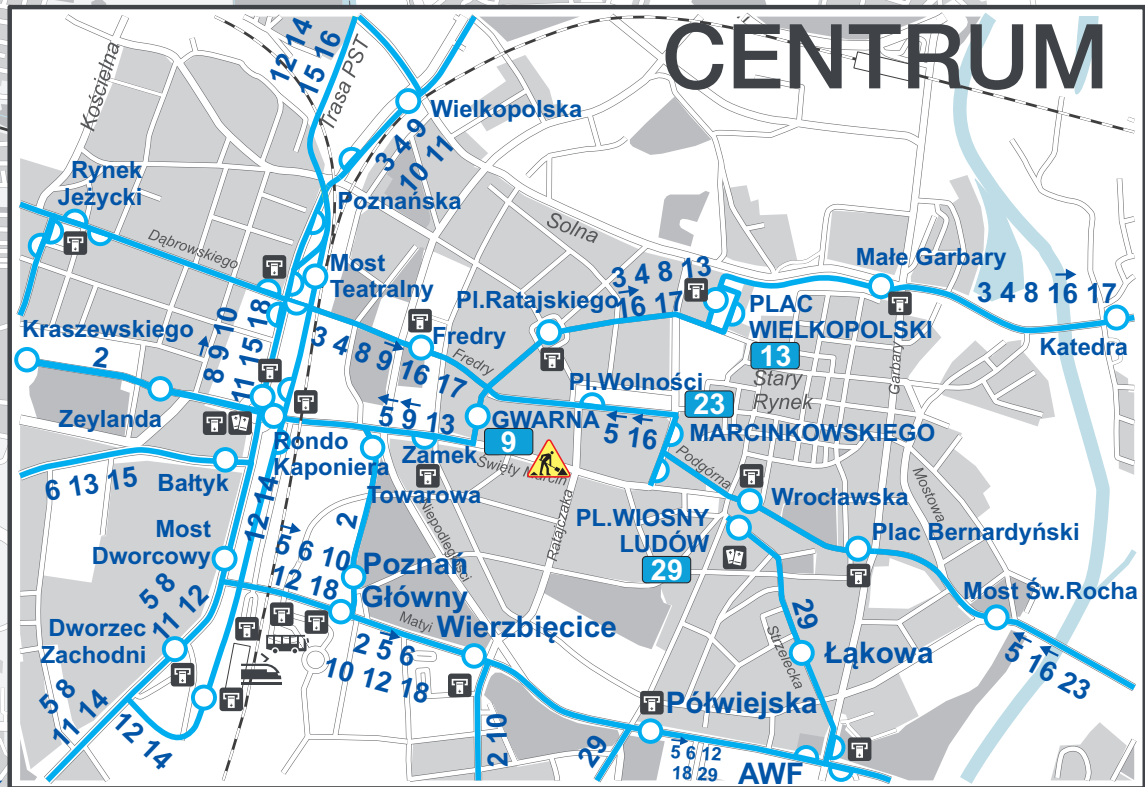 CENTRUM
12 14
15 16
Trasa PST
Kościelna
Wielkopolska
3 4 9
10 11
Rynek
Jeżycki
Poznańska
Dąbrowskiego
Solna
Most
Teatralny
3 4 8 13
16 17
Małe Garbary
3 4 8 16 17
Katedra
Pl.Ratajskiego
PLAC
WIELKOPOLSKI
13
Kraszewskiego
2
8 9 10
11 15 18
3 4 8 9 16 17
Fredry
Fredry
Stary
Rynek
Garbary
Pl.Wolności
23
MARCINKOWSKIEGO
Zeylanda
5 9 13
GWARNA
9
5 16
Rondo
Kaponiera
Zamek
Święty Marcin
Podgórna
6 13 15
Bałtyk
Towarowa
Niepodległości
Ratajczaka
Wrocławska
Mostowa
12 14
PL.WIOSNY
LUDÓW
29
Plac Bernardyński
Most
Dworcowy
2
5 6 10
12 18
Poznań
Główny
Most Św.Rocha
5 8
11 12
Matyi
Wierzbięcice
29
Strzelecka
Łąkowa
5 16 23
Dworzec
Zachodni
2 5 6
10 12 18
5 8
11 14
12 14
Półwiejska
2 10
29
5 6 12
18 29
AWF